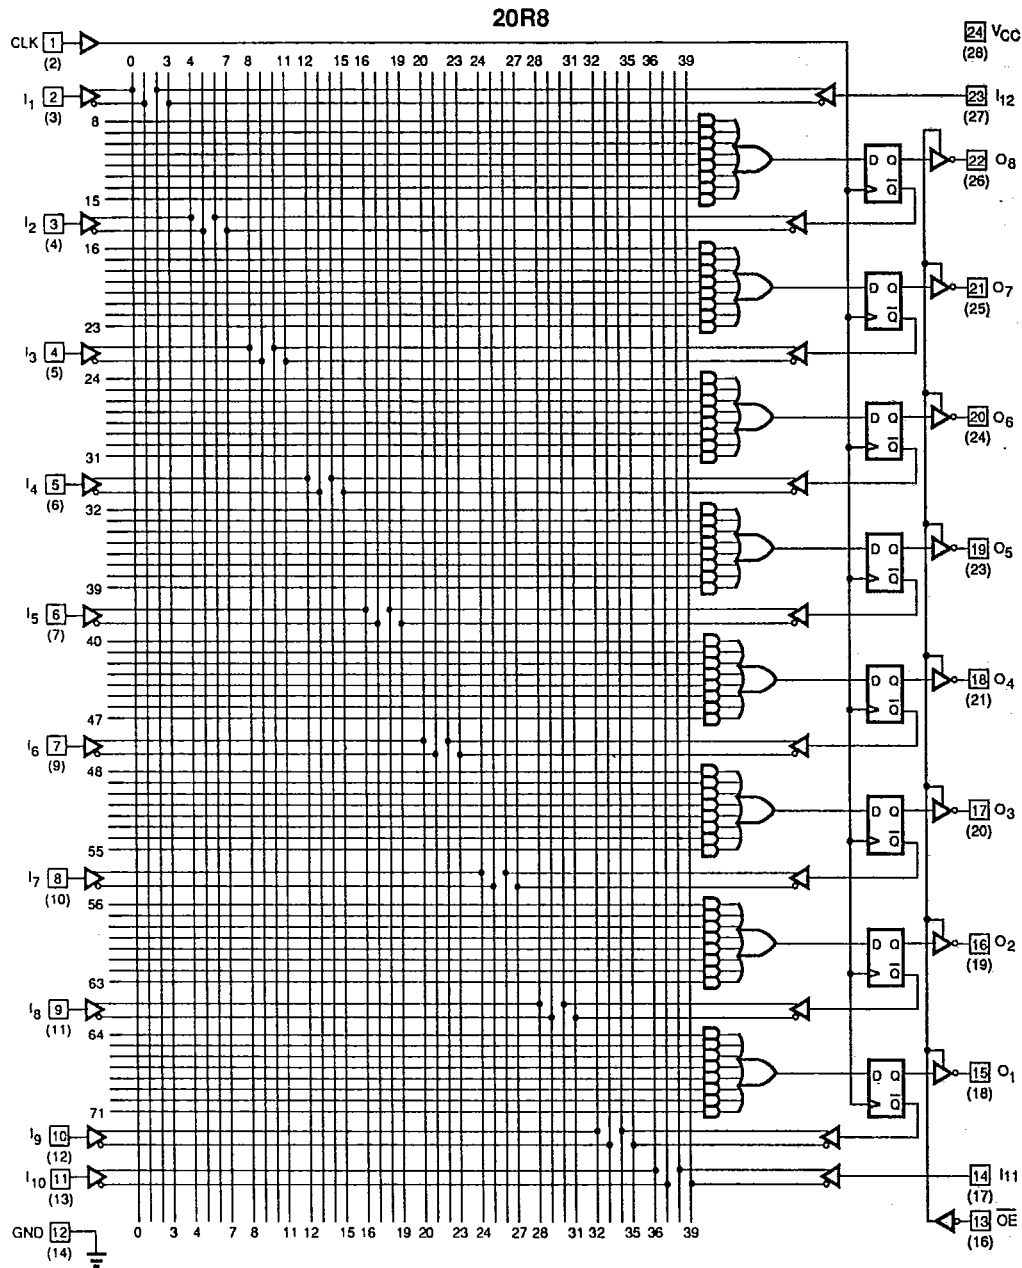 20R8
CLK 1 (2)
24 VCC (28)
0 3 4 7 8 11 12 15 16 19 20 23 24 27 28 31 32 35 36 39
I1 2 (3)
23 I12 (27)
8
D Q Q
22 O8 (26)
15
I2 3 (4)
16
D Q Q
21 O7 (25)
23
I3 4 (5)
24
D Q Q
20 O6 (24)
31
I4 5 (6)
32
D Q Q
19 O5 (23)
39
I5 6 (7)
40
D Q Q
18 O4 (21)
47
I6 7 (9)
48
D Q Q
17 O3 (20)
55
I7 8 (10)
56
D Q Q
16 O2 (19)
63
I8 9 (11)
64
D Q Q
15 O1 (18)
71
I9 10 (12)
I10 11 (13)
14 I11 (17)
GND 12 (14)
0 3 4 7 8 11 12 15 16 19 20 23 24 27 28 31 32 35 36 39
13 OE (16)